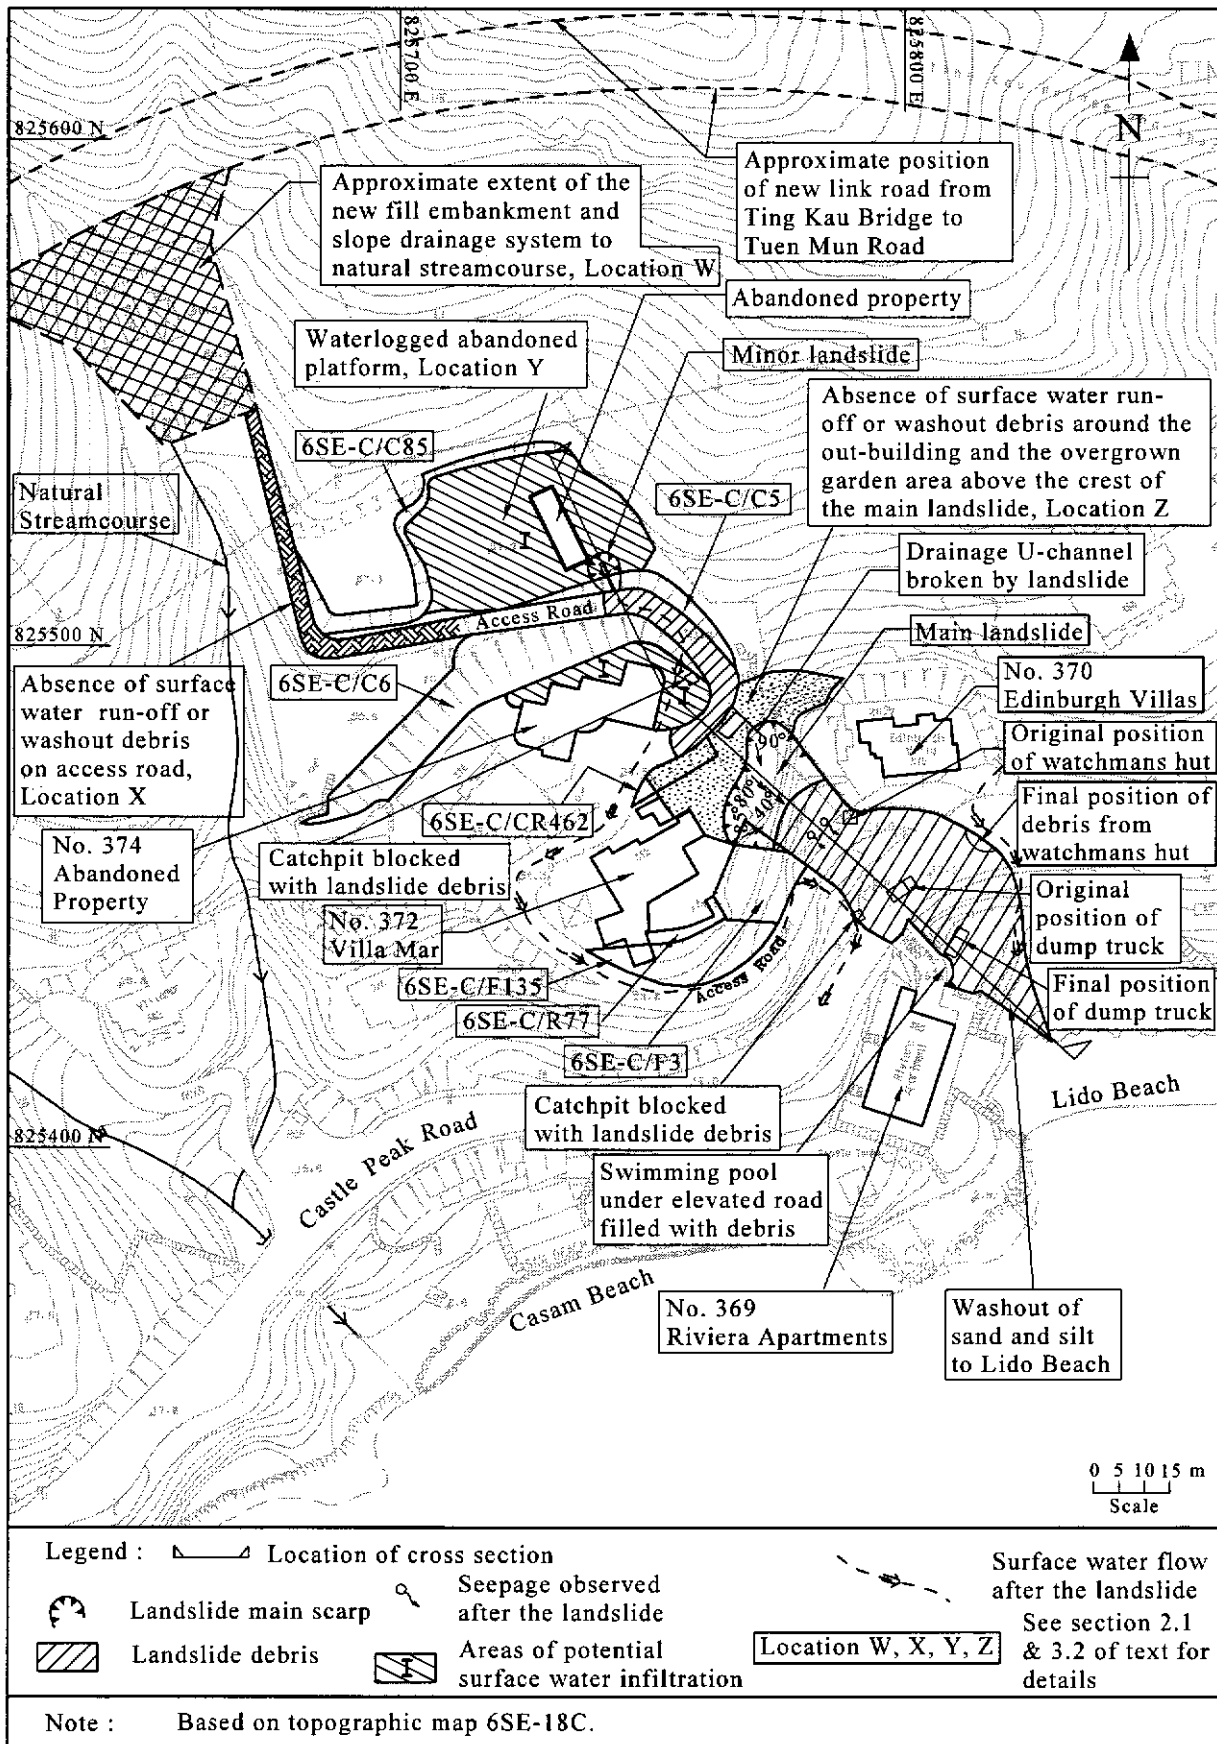 825700 E
825800 E
825600 N
N
Approximate position
of new link road from
Ting Kau Bridge to
Tuen Mun Road
Approximate extent of the
new fill embankment and
slope drainage system to
natural streamcourse, Location W
Abandoned property
Waterlogged abandoned
platform, Location Y
Minor landslide
Absence of surface water run-
off or washout debris around the
out-building and the overgrown
garden area above the crest of
the main landslide, Location Z
6SE-C/C85
Natural
Streamcourse
6SE-C/C5
Drainage U-channel
broken by landslide
I
825500 N
Access Road
Main landslide
No. 370
Edinburgh Villas
6SE-C/C6
I
I
Absence of surface
water run-off or
washout debris
on access road,
Location X
Original position
of watchmans hut
90°
80°
40°
Final position of
debris from
watchmans hut
6SE-C/CR462
No. 374
Abandoned
Property
Catchpit blocked
with landslide debris
Original
position of
dump truck
No. 372
Villa Mar
Access Road
6SE-C/F135
Final position
of dump truck
6SE-C/R77
6SE-C/F3
Lido Beach
Catchpit blocked
with landslide debris
825400 N
Castle Peak Road
Swimming pool
under elevated road
filled with debris
Casam Beach
No. 369
Riviera Apartments
Washout of
sand and silt
to Lido Beach
0 5 10 15 m
Scale
Legend :
Location of cross section
Landslide main scarp
Seepage observed
after the landslide
Surface water flow
after the landslide
Landslide debris
I
Areas of potential
surface water infiltration
Location W, X, Y, Z
See section 2.1
& 3.2 of text for
details
Note : Based on topographic map 6SE-18C.